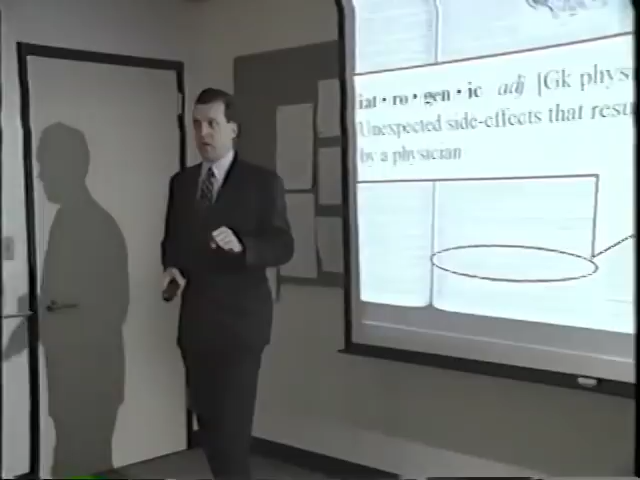 iat • ro • gen • ic adj [Gk phys
Unexpected side-effects that resu
by a physician